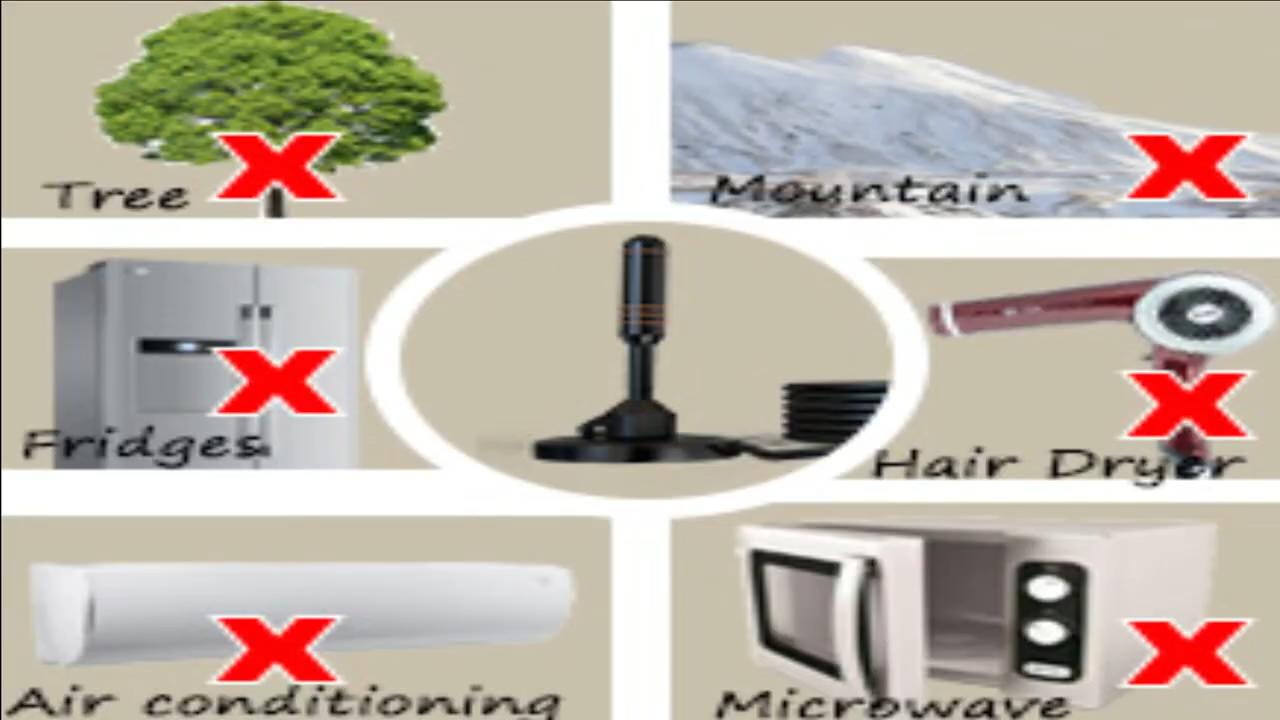 Tree
Mountain
Fridges
Hair Dryer
Air conditioning
Microwave